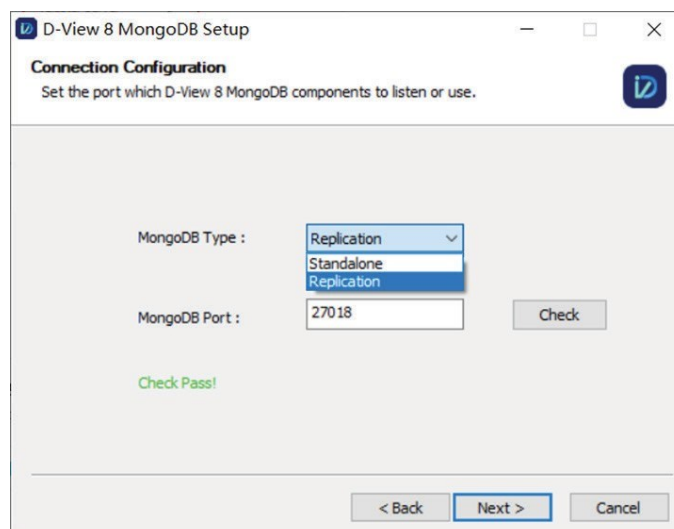 D-View 8 MongoDB Setup
Connection Configuration
Set the port which D-View 8 MongoDB components to listen or use.
MongoDB Type : Replication
Standalone
Replication
MongoDB Port : 27018 Check
Check Pass!
< Back Next > Cancel